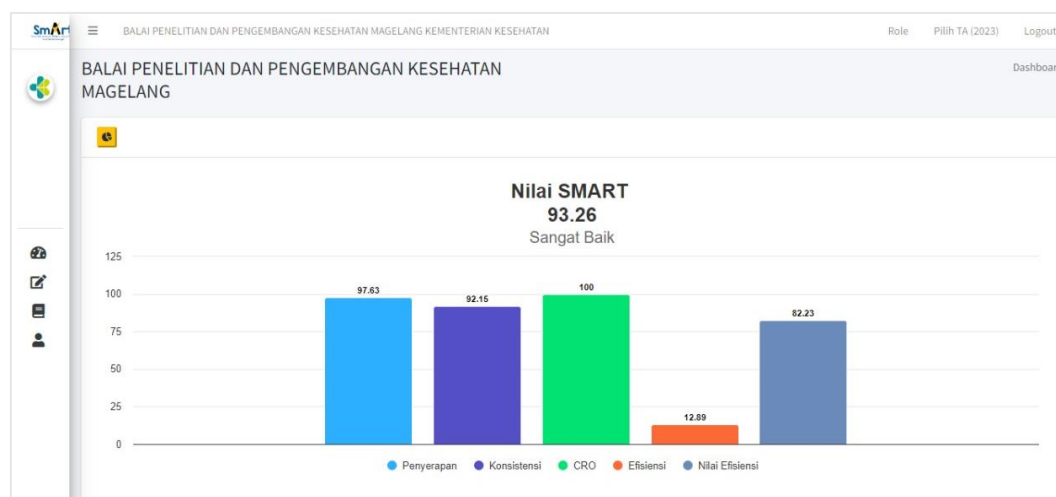 SmArt
BALAI PENELITIAN DAN PENGEMBANGAN KESEHATAN MAGELANG KEMENTERIAN KESEHATAN
Role
Pilih TA (2023)
Logout
BALAI PENELITIAN DAN PENGEMBANGAN KESEHATAN
MAGELANG
Dashboar
Nilai SMART
93.26
Sangat Baik
125
100
75
50
25
0
97.63
92.15
100
12.89
82.23
Penyerapan
Konsistensi
CRO
Efisiensi
Nilai Efisiensi